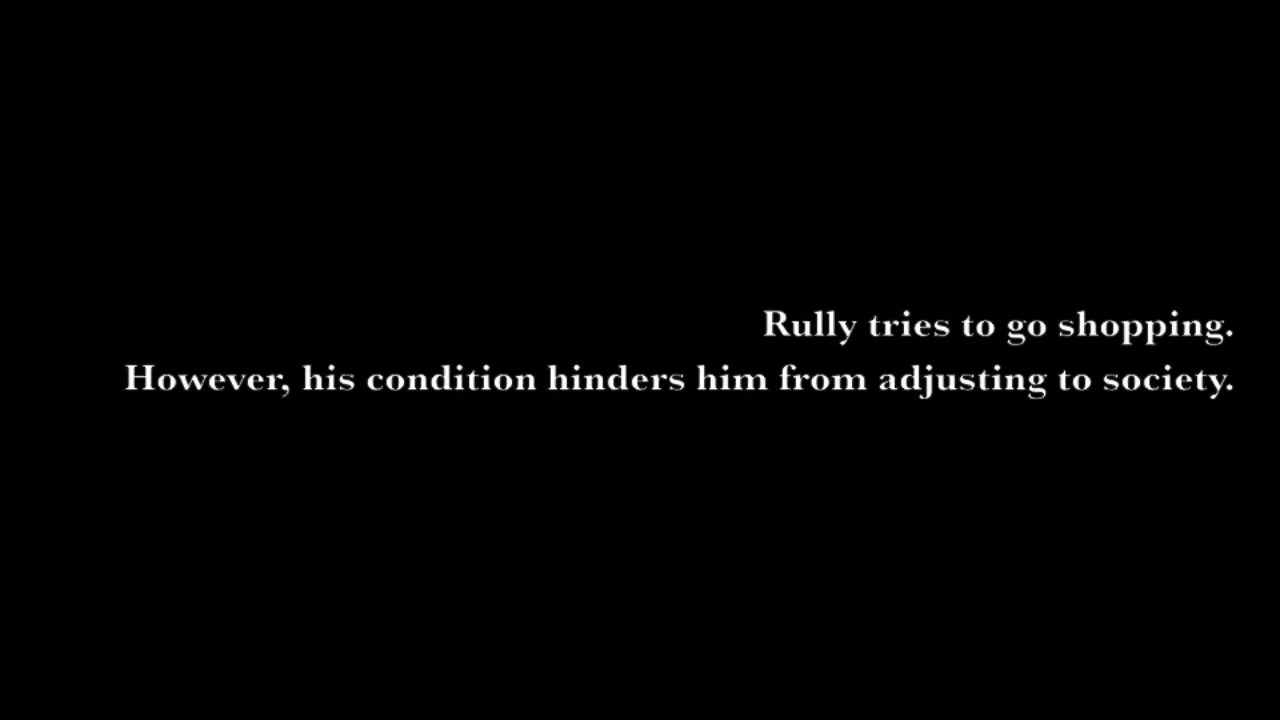 Rully tries to go shopping.
However, his condition hinders him from adjusting to society.